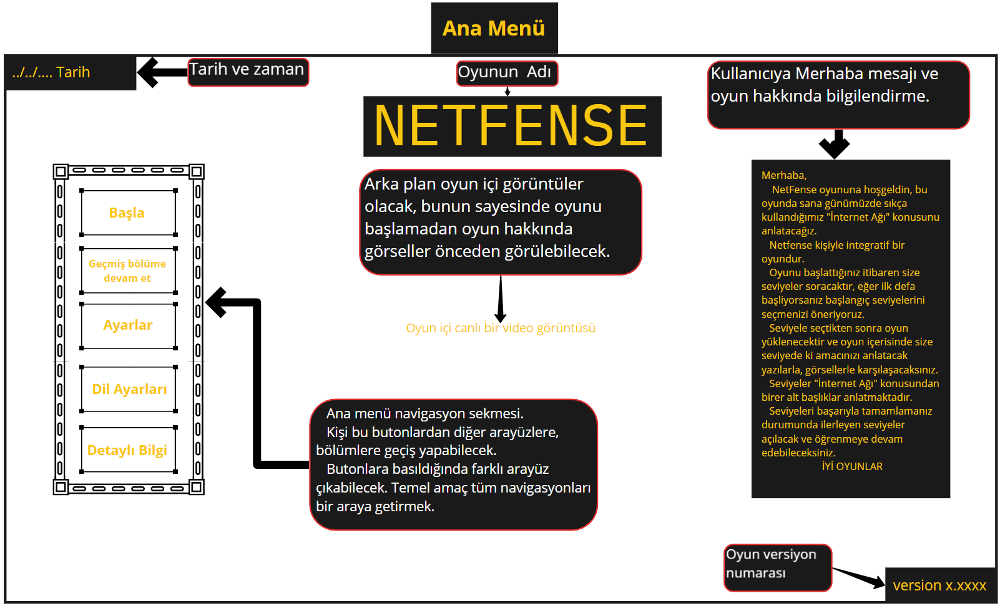 Ana Menü
../../.... Tarih
Tarih ve zaman
Oyunun Adı
NETFENSE
Kullanıcıya Merhaba mesajı ve
oyun hakkında bilgilendirme.
Başla
Geçmiş bölüme
devam et
Ayarlar
Dil Ayarları
Detaylı Bilgi
Arka plan oyun içi görüntüler
olacak, bunun sayesinde oyunu
başlamadan oyun hakkında
görseller önceden görülebilecek.
Oyun içi canlı bir video görüntüsü
Ana menü navigasyon sekmesi.
Kişi bu butonlardan diğer arayüzlere,
bölümlere geçiş yapabilecek.
Butonlara basıldığında farklı arayüz
çıkabilecek. Temel amaç tüm navigasyonları
bir araya getirmek.
Merhaba,
NetFense oyununa hoşgeldin, bu
oyunda sana günümüzde sıkça
kullandığımız "İnternet Ağı" konusunu
anlatacağız.
Netfense kişiyle integratif bir
oyundur.
Oyunu başlattığınız itibaren size
seviyeler soracaktır, eğer ilk defa
başliyorsanız başlangıç seviyelerini
seçmenizi öneriyoruz.
Seviyele seçtikten sonra oyun
yüklenecektir ve oyun içerisinde size
seviyede ki amacınızı anlatacak
yazılarla, görsellerle karşılaşacaksınız.
Seviyeler "İnternet Ağı" konusundan
birer alt başlıklar anlatmaktadır.
Seviyeleri başarıyla tamamlamanız
durumunda ilerleyen seviyeler
açılacak ve öğrenmeye devam
edebileceksiniz.
İYİ OYUNLAR
Oyun versiyon
numarası
version x.xxxx